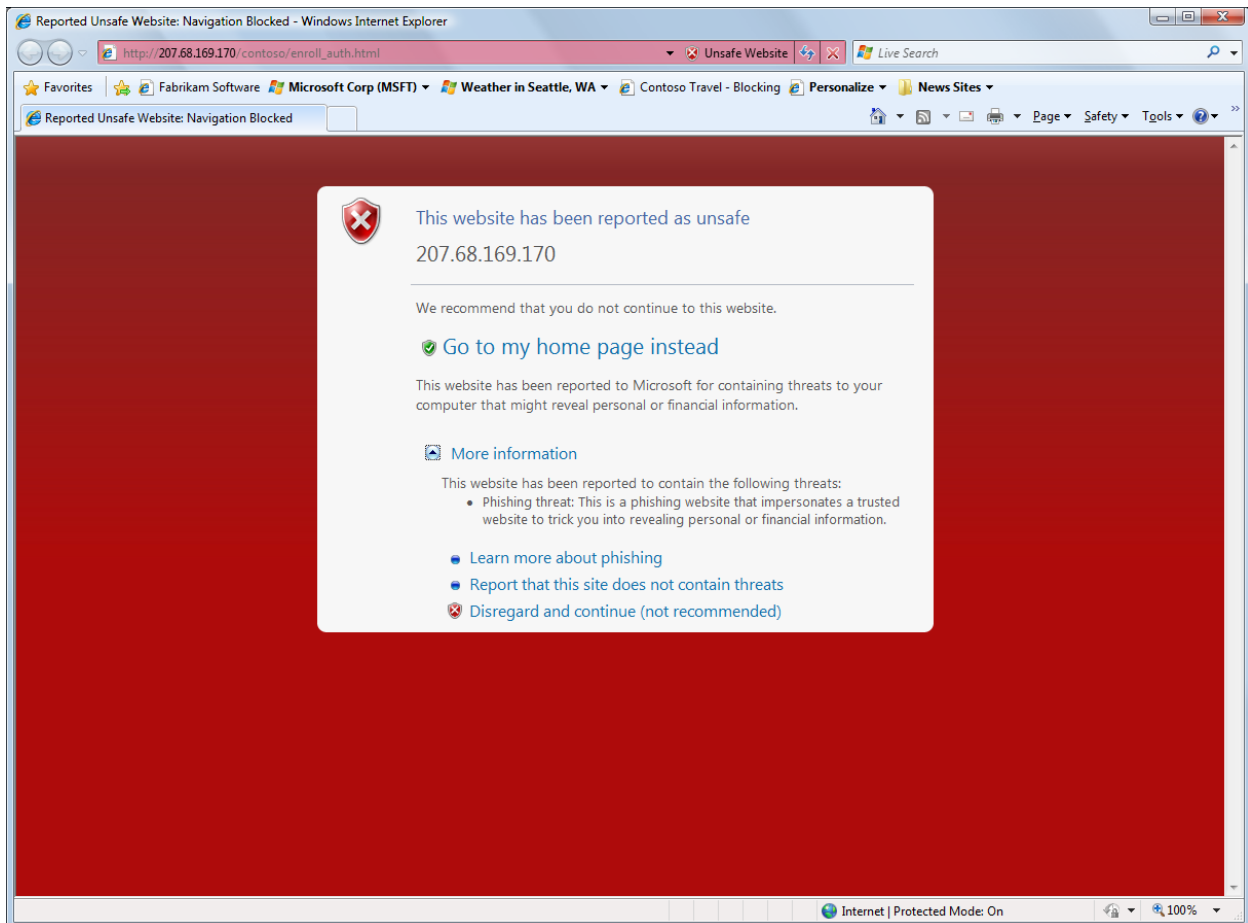 Reported Unsafe Website: Navigation Blocked - Windows Internet Explorer
http://207.68.169.170/contoso/enroll_auth.html Unsafe Website Live Search
Favorites Fabrikam Software Microsoft Corp (MSFT) Weather in Seattle, WA Contoso Travel - Blocking Personalize News Sites
Reported Unsafe Website: Navigation Blocked Page Safety Tools
This website has been reported as unsafe
207.68.169.170
We recommend that you do not continue to this website.
Go to my home page instead
This website has been reported to Microsoft for containing threats to your
computer that might reveal personal or financial information.
More information
This website has been reported to contain the following threats:
• Phishing threat: This is a phishing website that impersonates a trusted
website to trick you into revealing personal or financial information.
Learn more about phishing
Report that this site does not contain threats
Disregard and continue (not recommended)
Internet | Protected Mode: On 100%